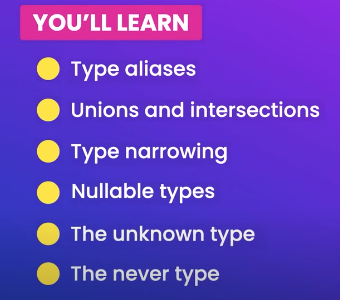 YOU'LL LEARN
Type aliases
Unions and intersections
Type narrowing
Nullable types
The unknown type
The never type